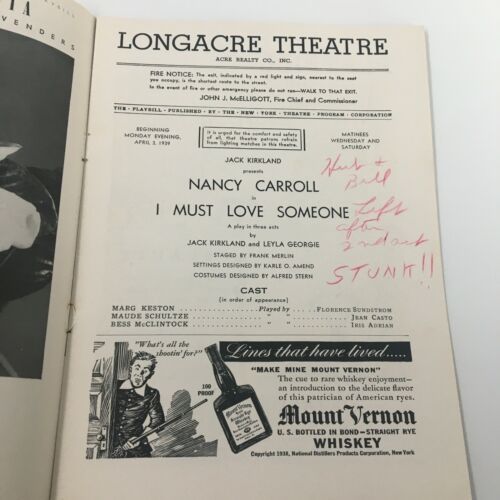 IA
VENDERS
LONGACRE THEATRE
ACRE REALTY CO., INC.
FIRE NOTICE: The exit, indicated by a red light and sign, nearest to the seat
you occupy, is the shortest route to the street.
In the event of fire or other emergency please do not run—WALK TO THAT EXIT.
JOHN J. McELLIGOTT, Fire Chief and Commissioner
THE · PLAYBILL · PUBLISHED · BY · THE · NEW · YORK · THEATRE · PROGRAM · CORPORATION
BEGINNING
MONDAY EVENING,
APRIL 3, 1939
It is urged for the comfort and safety
of all, that theatre patrons refrain
from lighting matches in this theatre.
MATINEES
WEDNESDAY AND
SATURDAY
JACK KIRKLAND
presents
NANCY CARROLL
in
I MUST LOVE SOMEONE
A play in three acts
by
JACK KIRKLAND and LEYLA GEORGIE
STAGED BY FRANK MERLIN
SETTINGS DESIGNED BY KARLE O. AMEND
COSTUMES DESIGNED BY ALFRED STERN
&
Bill
Left
after
2nd act
STUNK!!
CAST
(in order of appearance)
MARG KESTON Played by FLORENCE SUNDSTROM
MAUDE SCHULTZE " " JEAN CASTO
BESS McCLINTOCK " " IRIS ADRIAN
"What's all the
shootin' for?"
100
PROOF
Mount Vernon
Lines that have lived.....
"MAKE MINE MOUNT VERNON"
The cue to rare whiskey enjoyment—
an introduction to the delicate flavor
of this patrician of American ryes.
Mount Vernon
U. S. BOTTLED IN BOND—STRAIGHT RYE
WHISKEY
Copyright 1938, National Distillers Products Corporation, New York